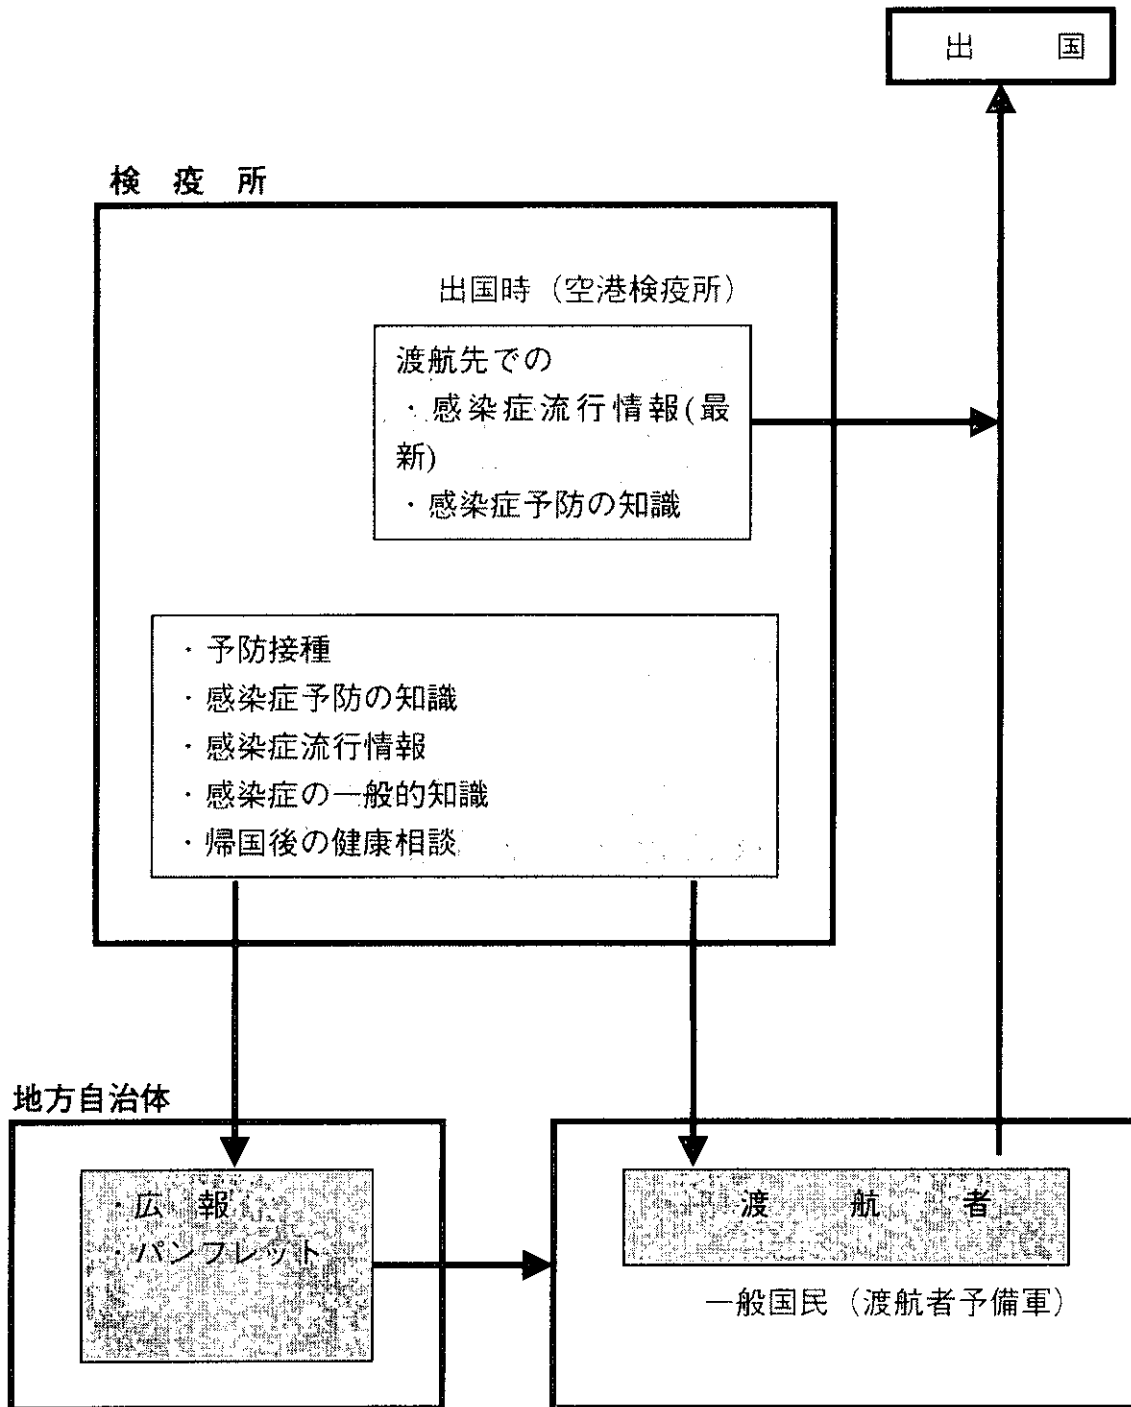 出　国
検　疫　所
出国時（空港検疫所）
渡航先での
・感染症流行情報(最
新)
・感染症予防の知識
・予防接種
・感染症予防の知識
・感染症流行情報
・感染症の一般的知識
・帰国後の健康相談
地方自治体
・広　報
・パンフレット
渡　航　者
一般国民（渡航者予備軍）